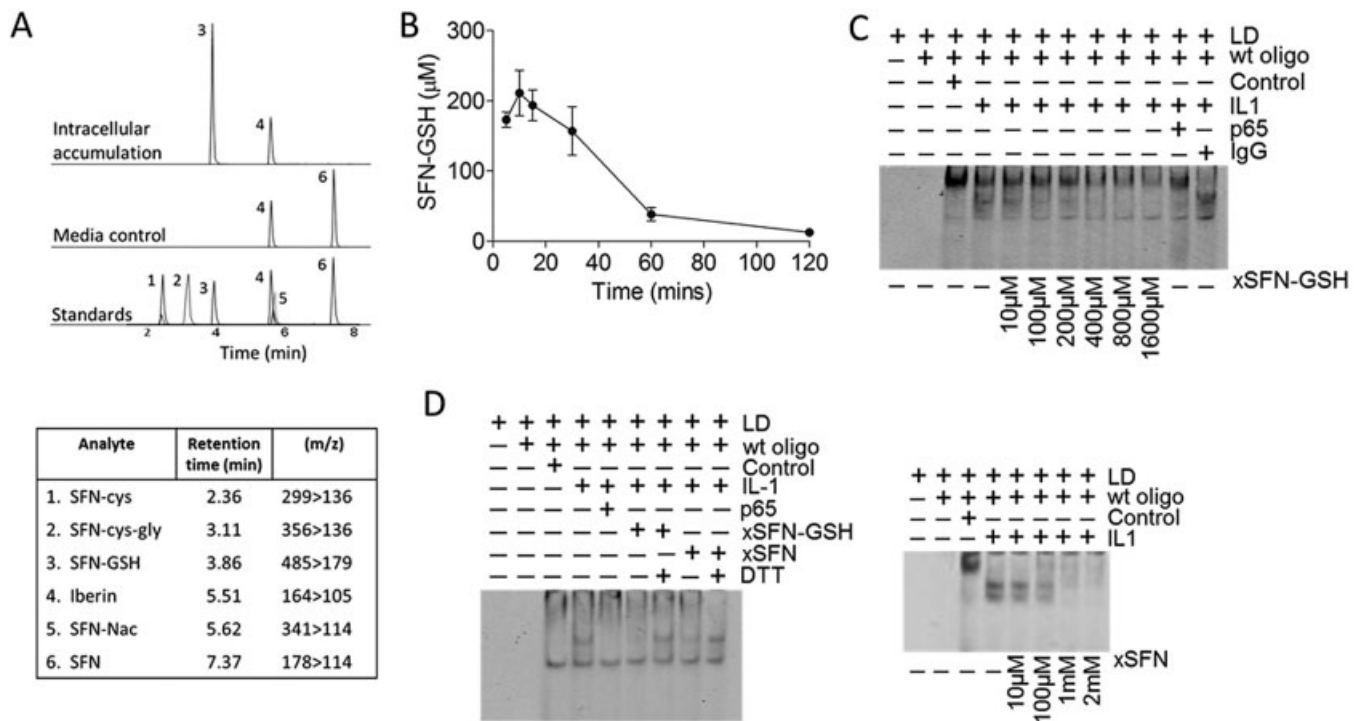 A
3
4
Intracellular
accumulation
4
6
Media control
1
2
3
4
5
6
Standards
2 4 6 8
Time (min)
Analyte Retention time (min) (m/z)
1. SFN-cys 2.36 299>136
2. SFN-cys-gly 3.11 356>136
3. SFN-GSH 3.86 485>179
4. Iberin 5.51 164>105
5. SFN-Nac 5.62 341>114
6. SFN 7.37 178>114
B
SFN-GSH (µM)
300
200
100
0
0 20 40 60 80 100 120
Time (mins)
C
+ + + + + + + + + + + + LD
– + + + + + + + + + + + wt oligo
– – + – – – – – – – – – Control
– – – + + + + + + + + + IL1
– – – – – – – – – – + – p65
– – – – – – – – – – – + IgG
– – – – 10µM 100µM 200µM 400µM 800µM 1600µM – – xSFN-GSH
D
+ + + + + + + + + LD
– + + + + + + + + wt oligo
– – + – – – – – – Control
– – – + + + + + + IL-1
– – – – + – – – – p65
– – – – – + + – – xSFN-GSH
– – – – – – – + + xSFN
– – – – – – + – + DTT
+ + + + + + + + LD
– + + + + + + + wt oligo
– – + – – – – – Control
– – – + + + + + IL1
– – – – 10µM 100µM 1mM 2mM xSFN